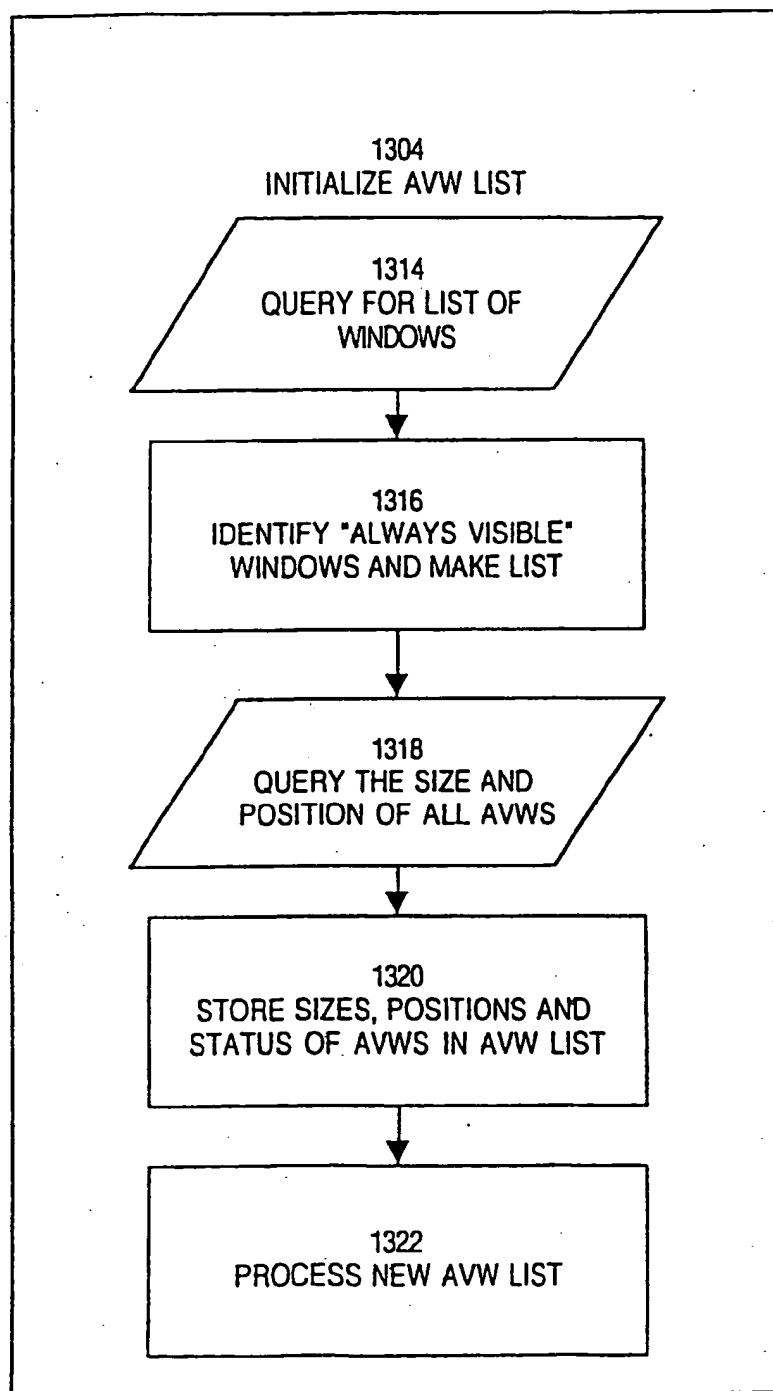 1304
INITIALIZE AVW LIST
1314
QUERY FOR LIST OF
WINDOWS
1316
IDENTIFY "ALWAYS VISIBLE"
WINDOWS AND MAKE LIST
1318
QUERY THE SIZE AND
POSITION OF ALL AVWS
1320
STORE SIZES, POSITIONS AND
STATUS OF AVWS IN AVW LIST
1322
PROCESS NEW AVW LIST